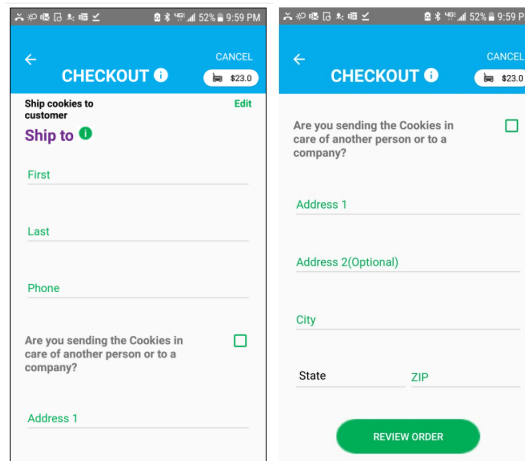 52% 9:59 PM
CANCEL
CHECKOUT
$23.0
Ship cookies to
customer
Edit
Ship to
First
Last
Phone
Are you sending the Cookies in
care of another person or to a
company?
Address 1
52% 9:59 P
CANCEL
CHECKOUT
$23.0
Are you sending the Cookies in
care of another person or to a
company?
Address 1
Address 2(Optional)
City
State
ZIP
REVIEW ORDER